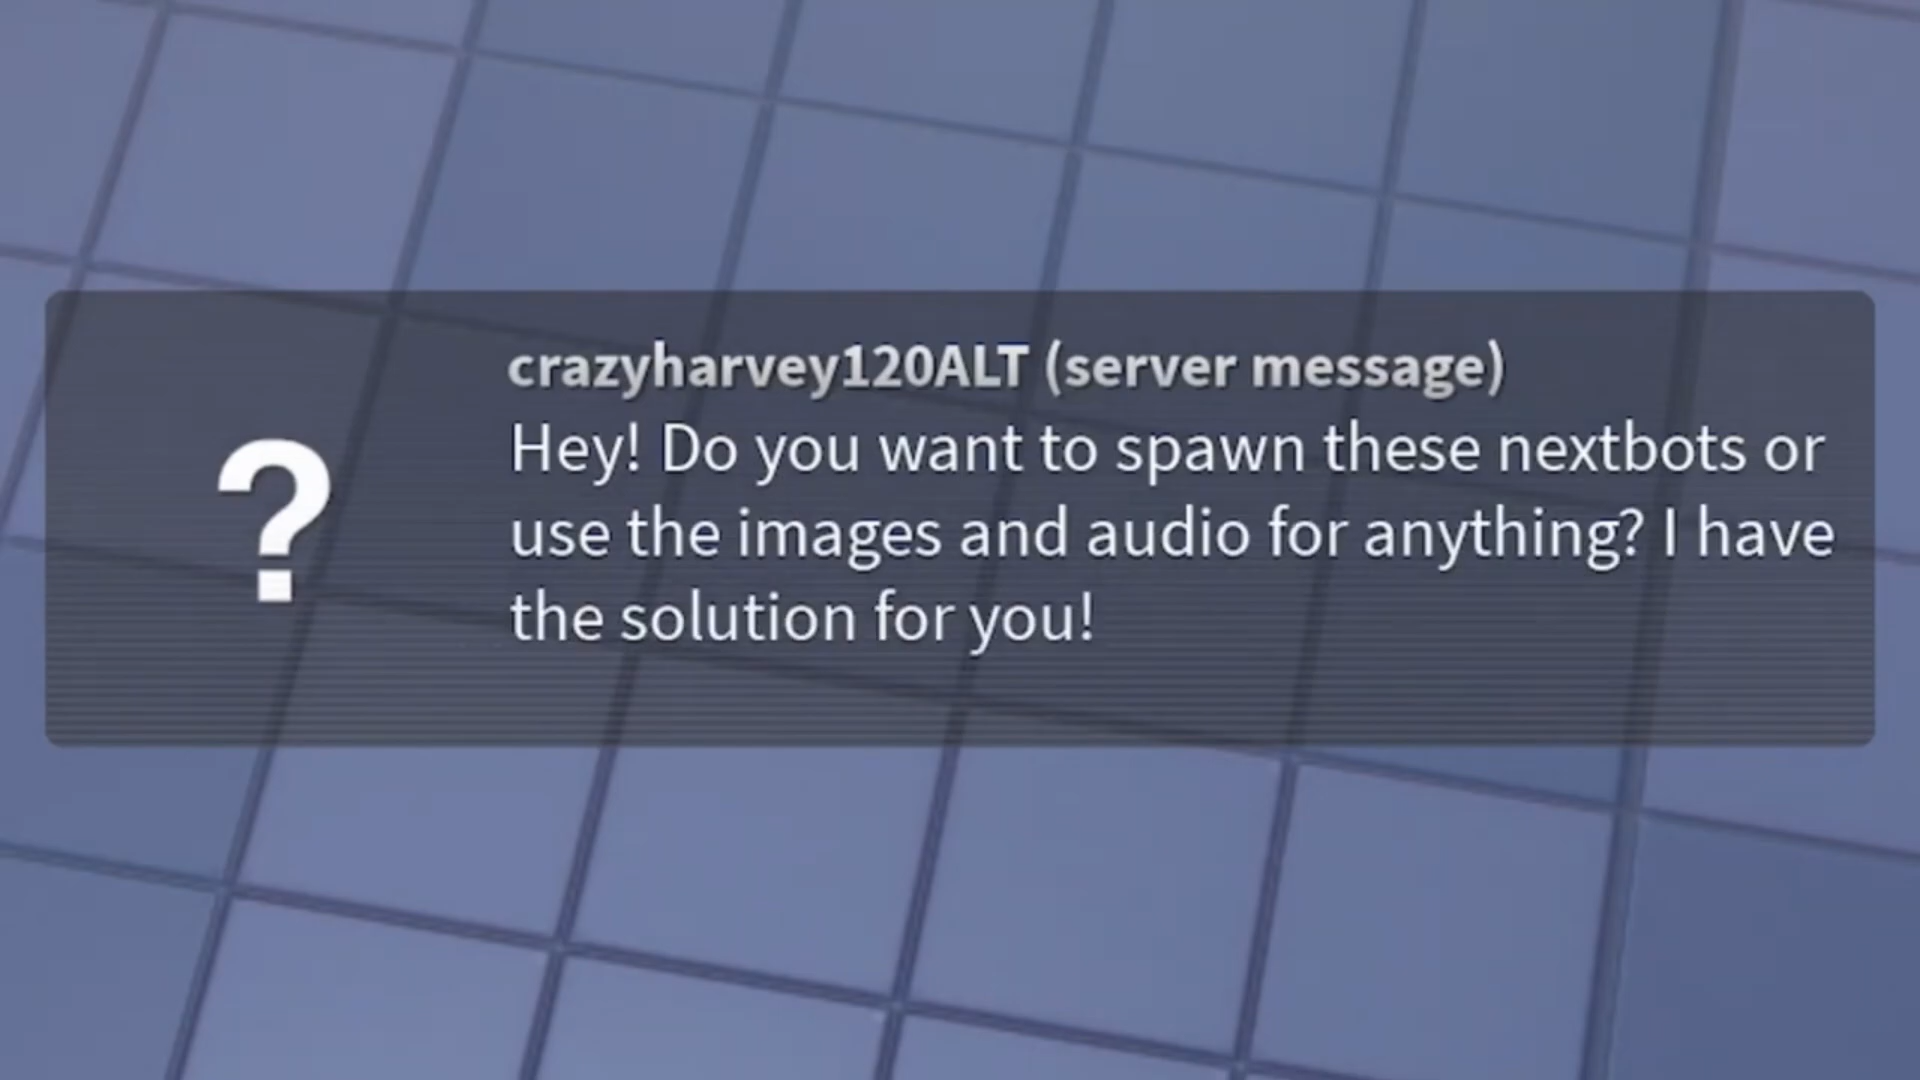 crazyharvey120ALT (server message)
Hey! Do you want to spawn these nextbots or
use the images and audio for anything? I have
the solution for you!
?